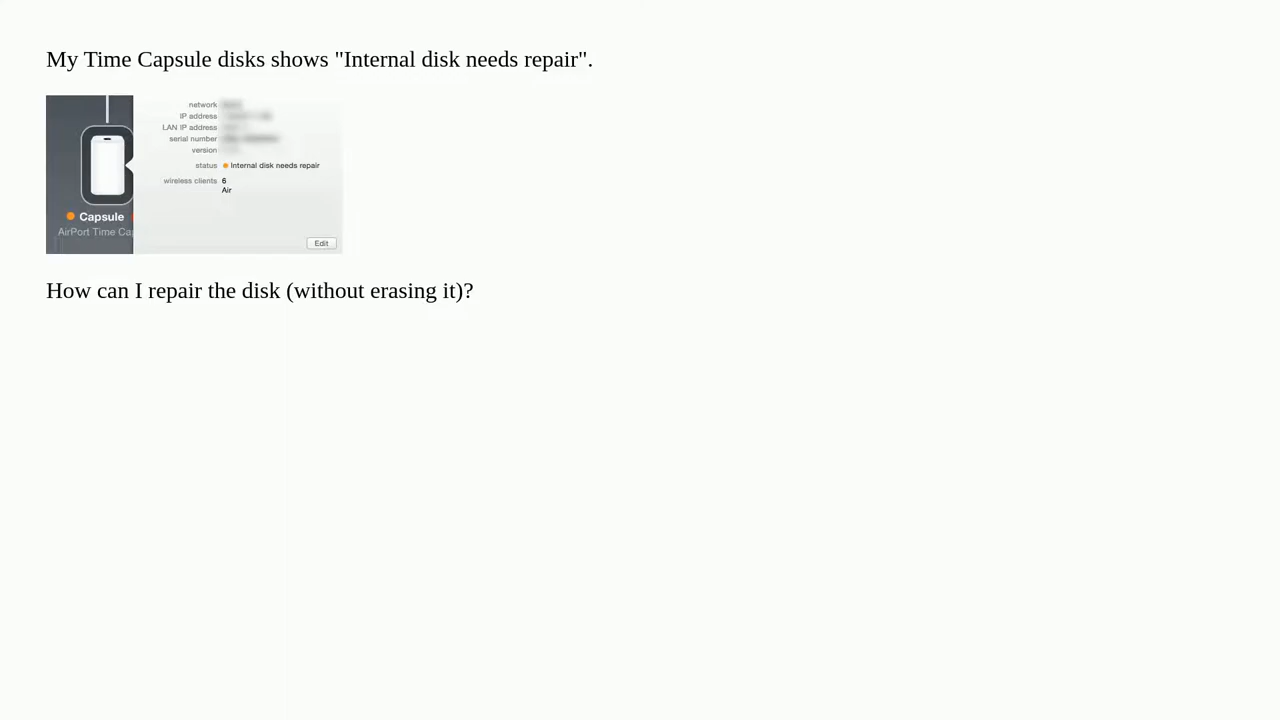 My Time Capsule disks shows "Internal disk needs repair".
network
IP address
LAN IP address
serial number
version
status Internal disk needs repair
wireless clients 6
Air
Capsule
AirPort Time
Edit
How can I repair the disk (without erasing it)?